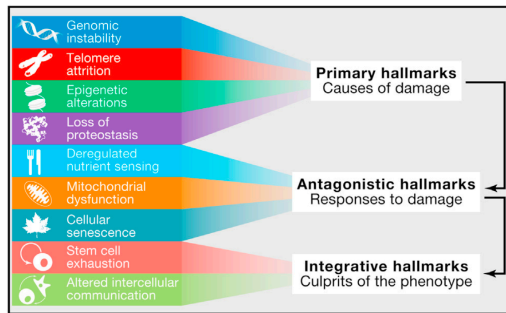 Genomic
instability
Telomere
attrition
Epigenetic
alterations
Loss of
proteostasis
Deregulated
nutrient sensing
Mitochondrial
dysfunction
Cellular
senescence
Stem cell
exhaustion
Altered intercellular
communication
Primary hallmarks
Causes of damage
Antagonistic hallmarks
Responses to damage
Integrative hallmarks
Culprits of the phenotype